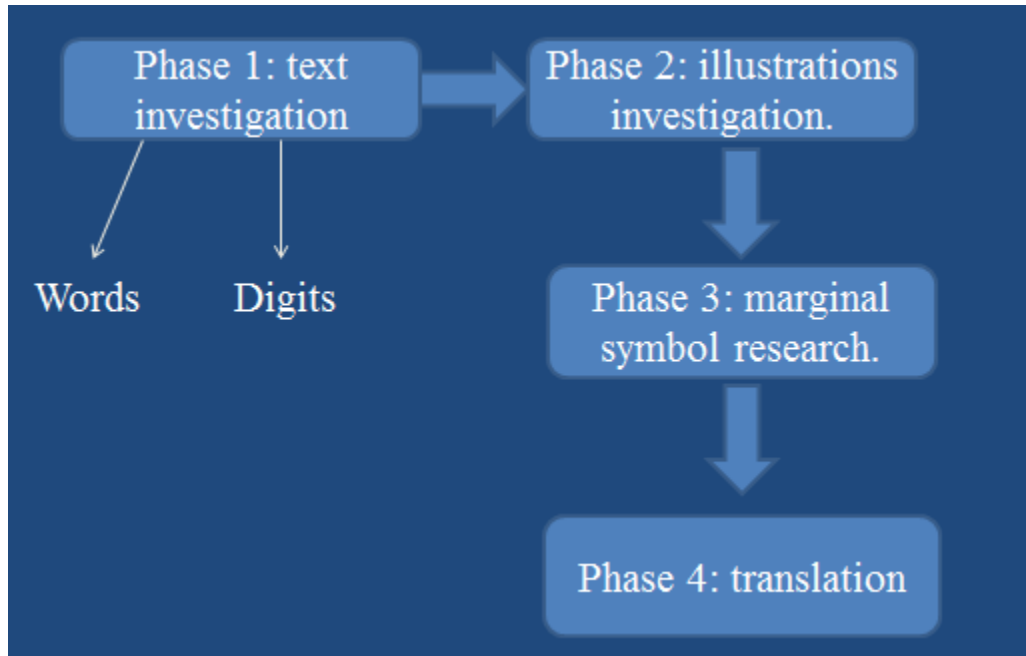 Phase 1: text
investigation
Phase 2: illustrations
investigation.
Words
Digits
Phase 3: marginal
symbol research.
Phase 4: translation